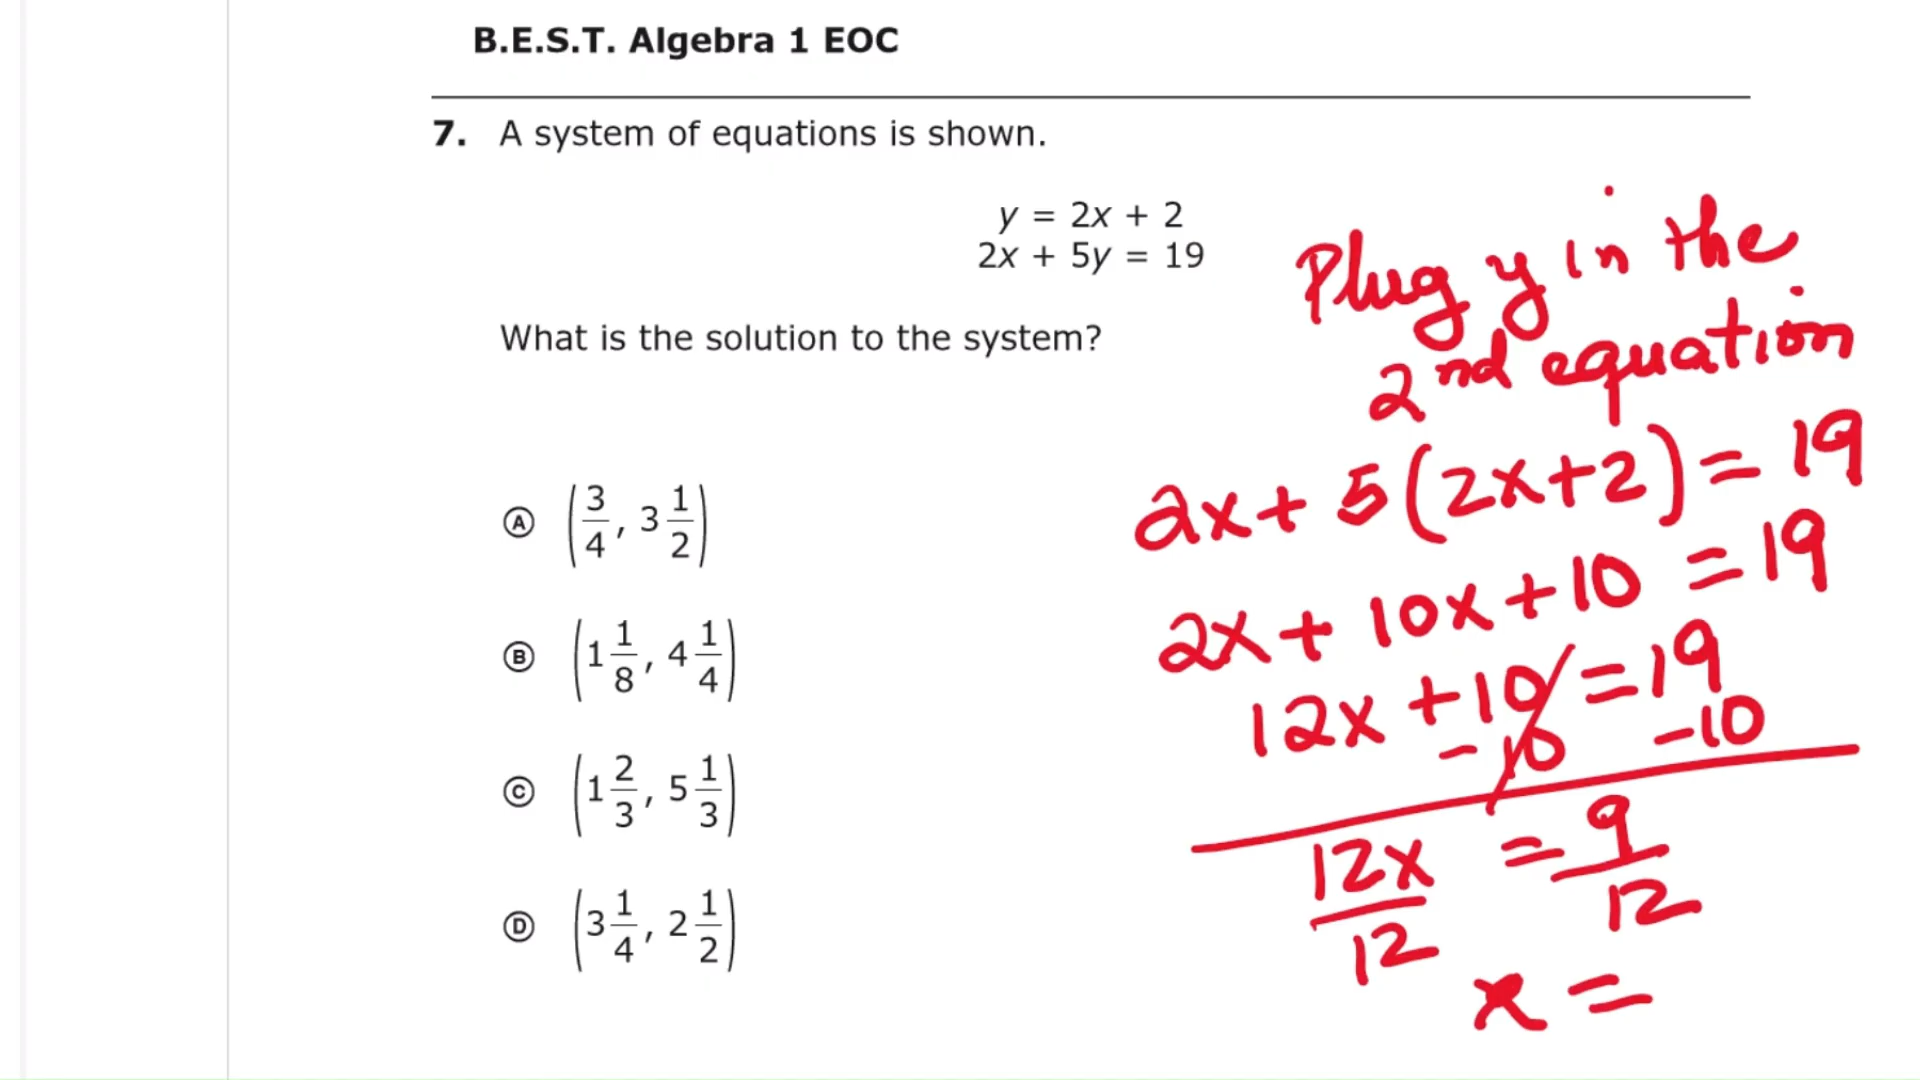 B.E.S.T. Algebra 1 EOC
7. A system of equations is shown.
y = 2x + 2
2x + 5y = 19
What is the solution to the system?
A (3/4, 3 1/2)
B (1 1/8, 4 1/4)
C (1 2/3, 5 1/3)
D (3 1/4, 2 1/2)
Plug y in the
2nd equation
2x + 5(2x+2) = 19
2x + 10x + 10 = 19
12x + 10 = 19
- 10 - 10
12x/12 = 9/12
x =